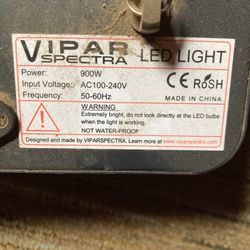 VIPAR SPECTRA LED LIGHT
Power: 900W
Input Voltage: AC100-240V
Frequency: 50-60Hz
CE RoSH
MADE IN CHINA
WARNING
Extremely bright, do not look directly at the LED bulbs
when the light is working.
NOT WATER-PROOF
Designed and made by VIPARSPECTRA. Learn more at www.viparspectra.com